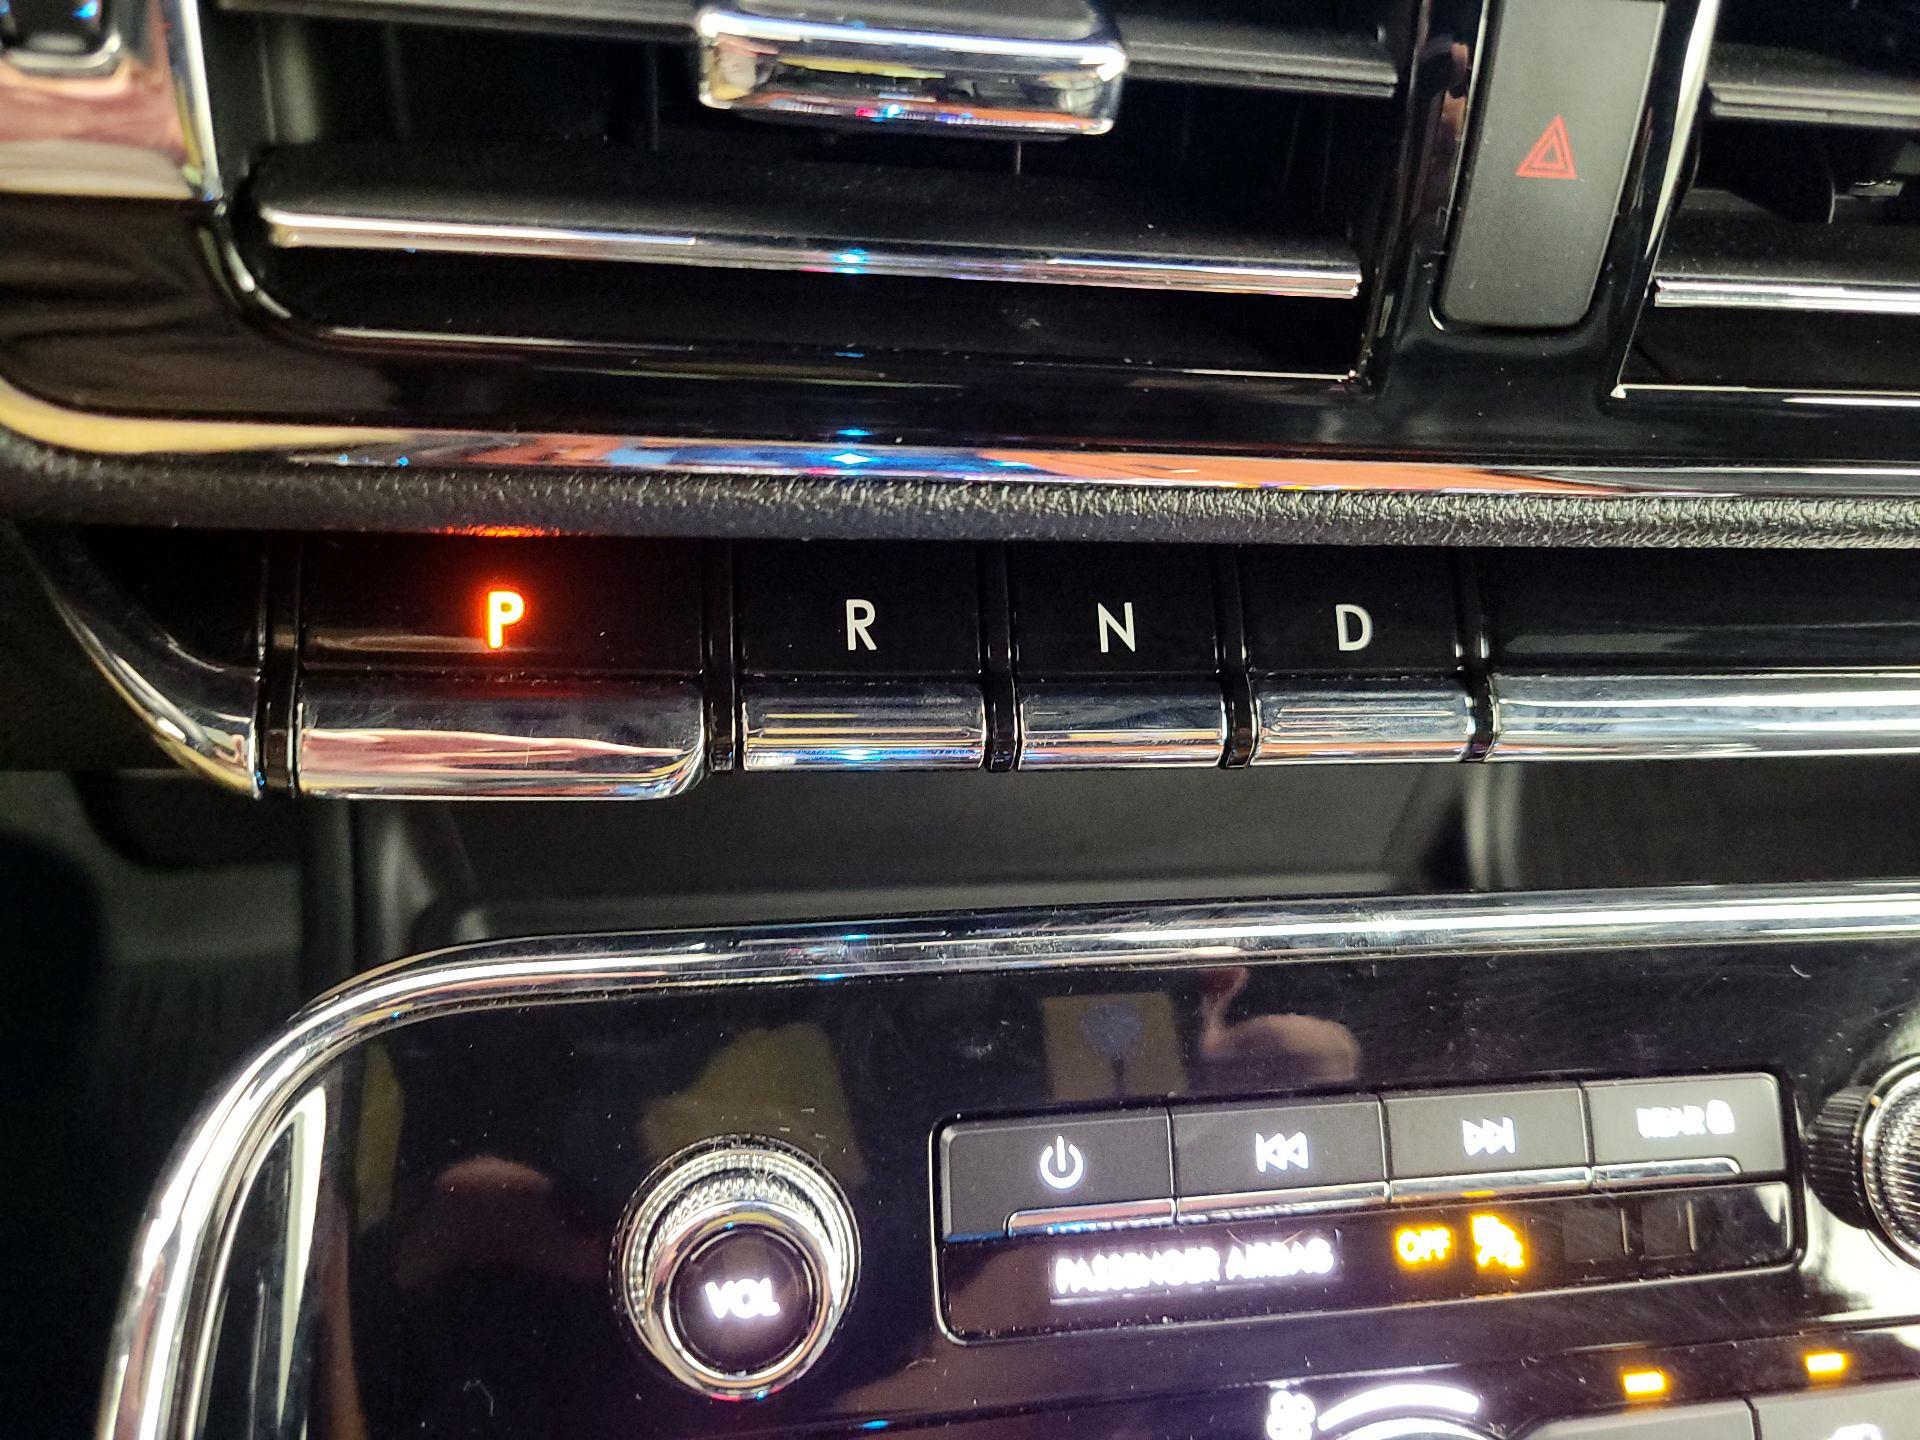 P R N D
REAR
PASSENGER AIRBAG OFF
VOL